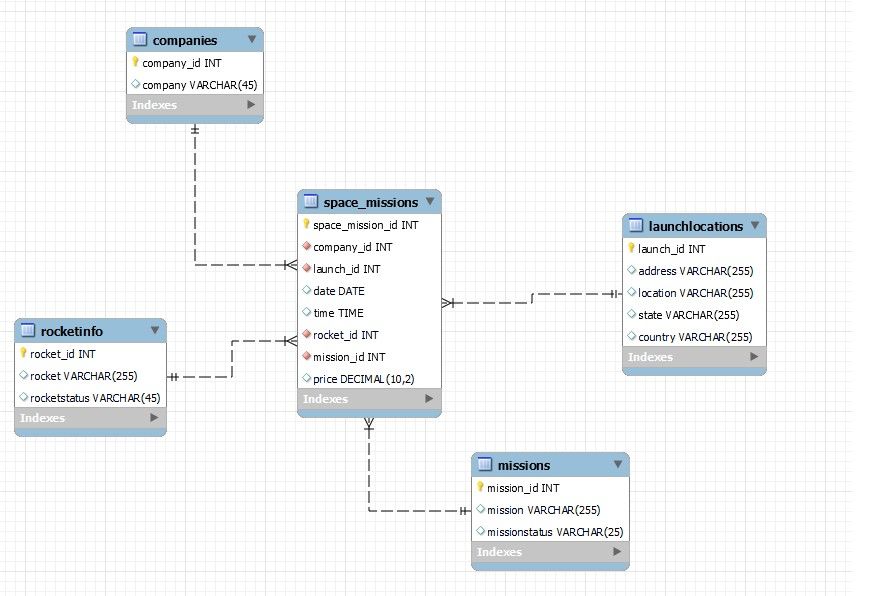 companies
company_id INT
company VARCHAR(45)
Indexes
space_missions
space_mission_id INT
company_id INT
launch_id INT
date DATE
time TIME
rocket_id INT
mission_id INT
price DECIMAL(10,2)
Indexes
launchlocations
launch_id INT
address VARCHAR(255)
location VARCHAR(255)
state VARCHAR(255)
country VARCHAR(255)
Indexes
rocketinfo
rocket_id INT
rocket VARCHAR(255)
rocketstatus VARCHAR(45)
Indexes
missions
mission_id INT
mission VARCHAR(255)
missionstatus VARCHAR(25)
Indexes